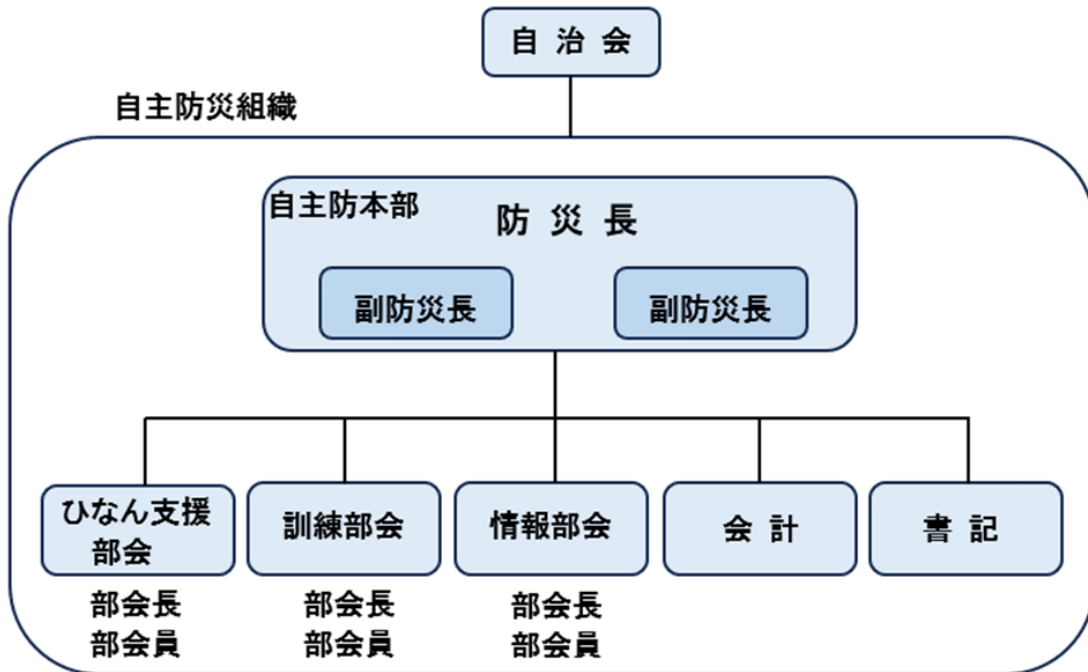 自 治 会
自主防災組織
自主防本部
防 災 長
副防災長
副防災長
ひなん支援
部会
訓練部会
情報部会
会 計
書 記
部会長
部会員
部会長
部会員
部会長
部会員